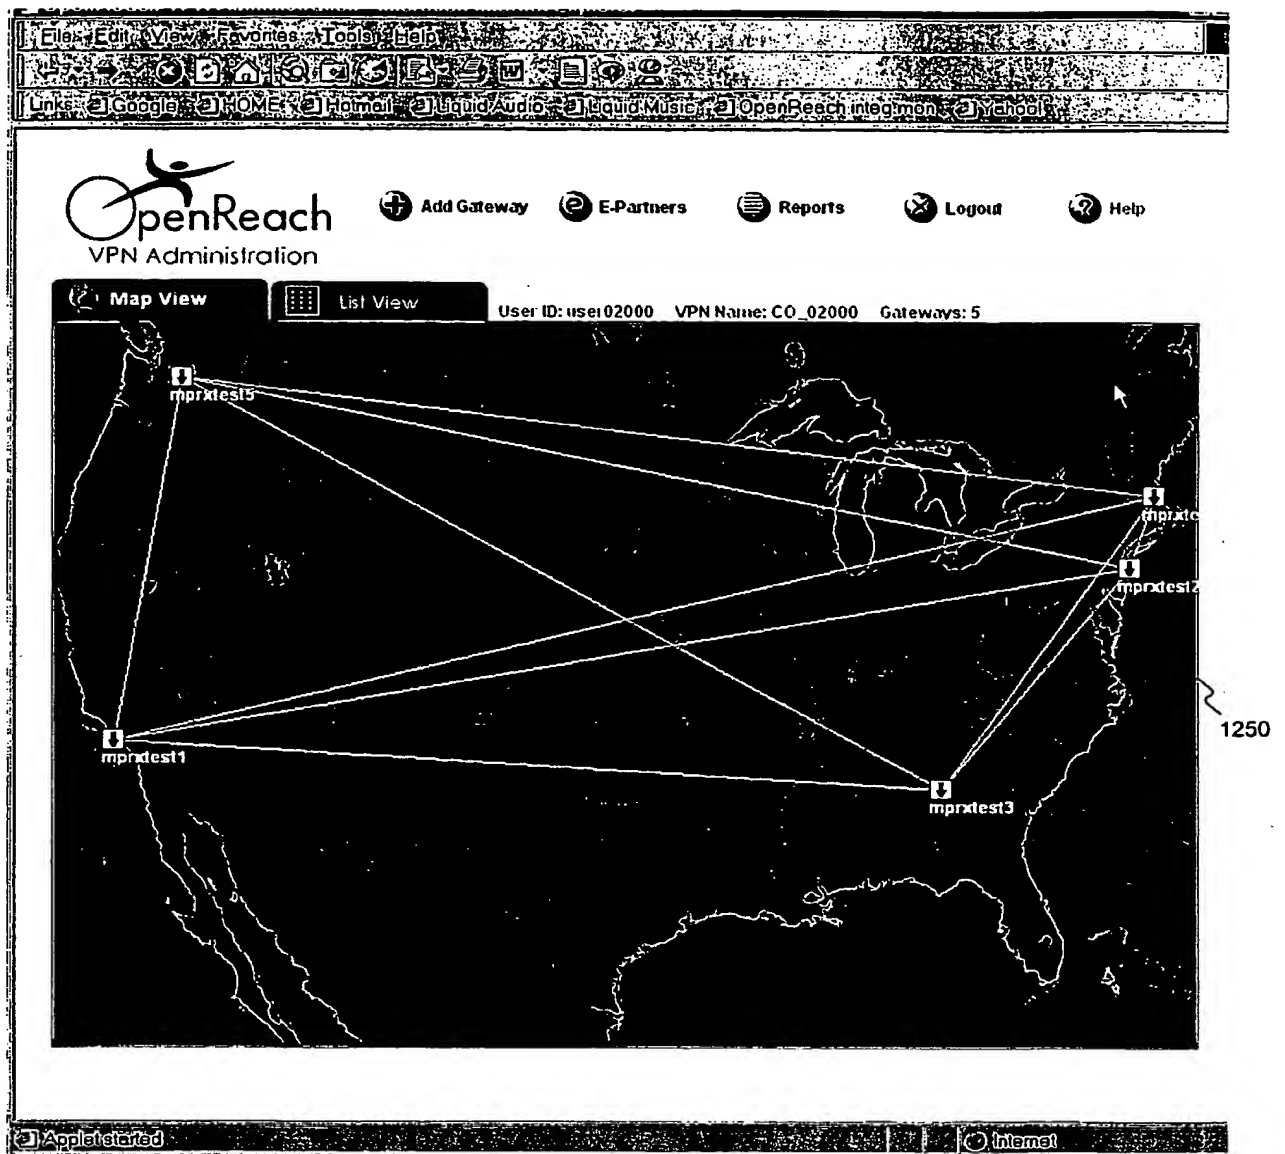 File Edit View Favorites Tools Help
Links Google HOME Hotmail Liquid Audio Liquid Music OpenReach integ mon Yahoo!
OpenReach
VPN Administration
Add Gateway E-Partners Reports Logout Help
Map View List View User ID: user02000 VPN Name: CO_02000 Gateways: 5
mprxtest5
mprxte
mprxtest2
1250
mprxtest1
mprxtest3
Applet started Internet